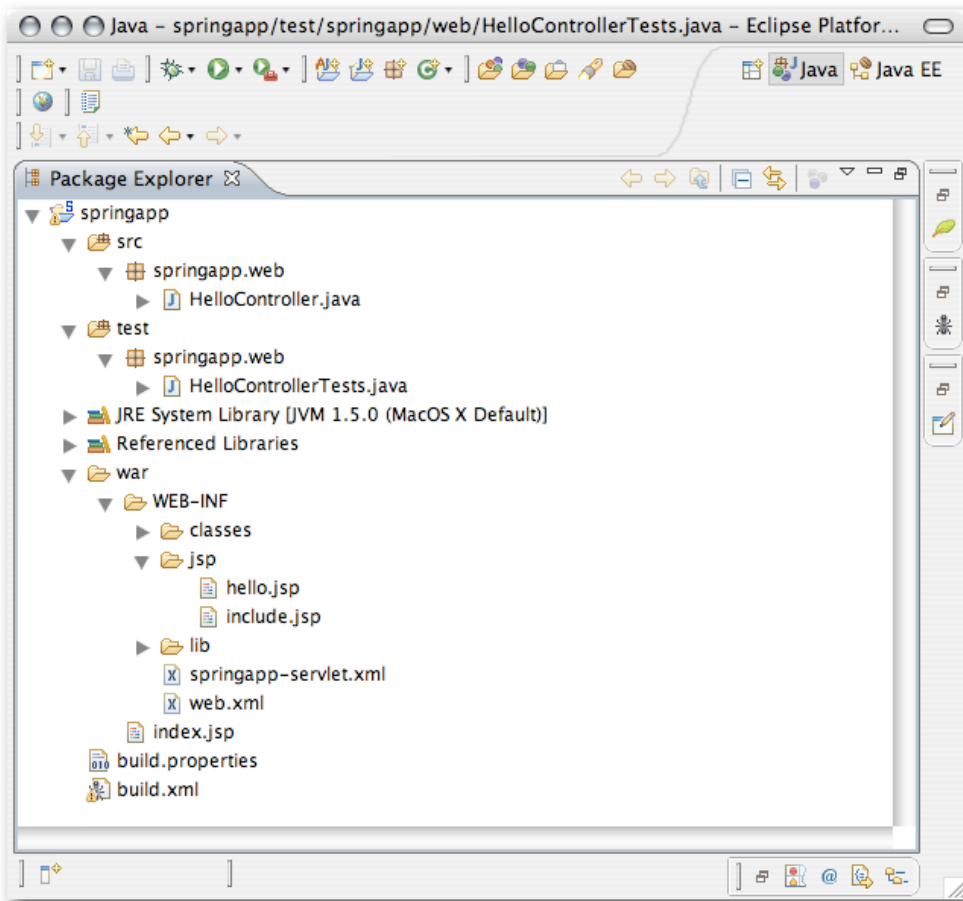 Java – springapp/test/springapp/web/HelloControllerTests.java – Eclipse Platfor...
Java Java EE
Package Explorer
springapp
src
springapp.web
HelloController.java
test
springapp.web
HelloControllerTests.java
JRE System Library [JVM 1.5.0 (MacOS X Default)]
Referenced Libraries
war
WEB-INF
classes
jsp
hello.jsp
include.jsp
lib
springapp-servlet.xml
web.xml
index.jsp
build.properties
build.xml